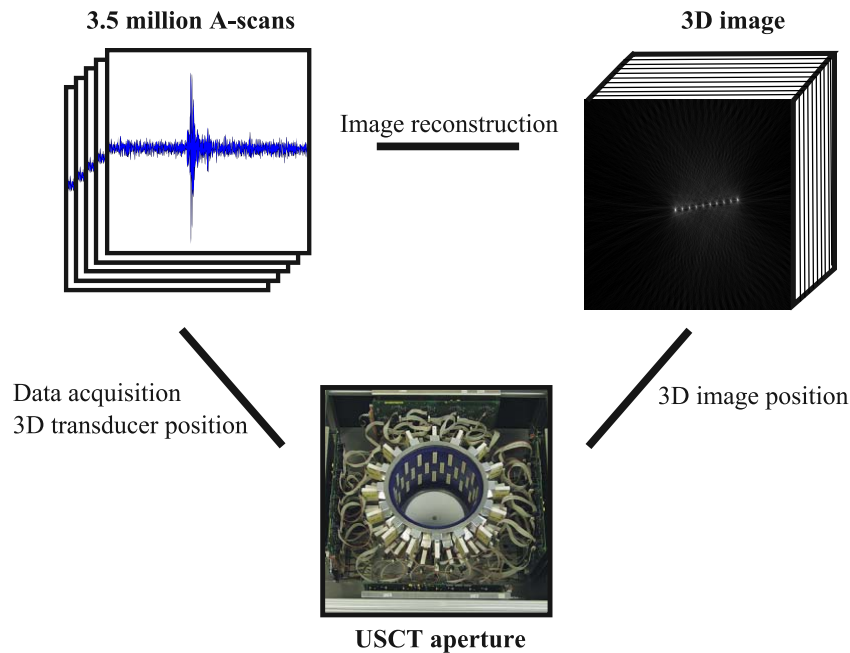 3.5 million A-scans
3D image
Image reconstruction
Data acquisition
3D transducer position
3D image position
USCT aperture